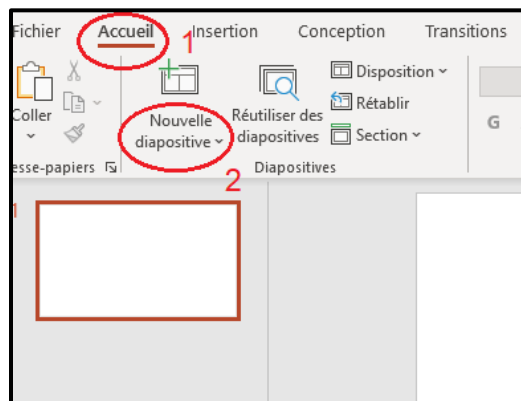 Fichier Accueil Insertion Conception Transitions
1
Coller
Nouvelle diapositive
Réutiliser des diapositives
Disposition
Rétablir
Section
G
esse-papiers
Diapositives
2
1